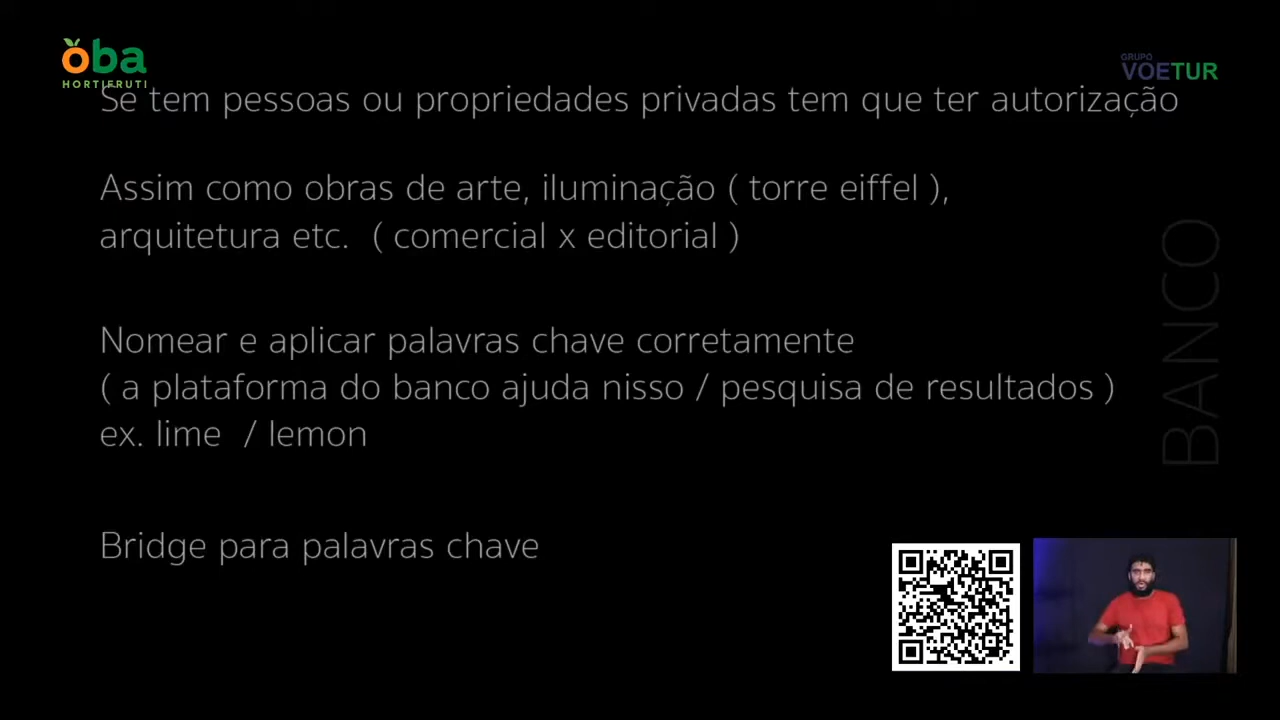 oba
HORTIFRUTI
GRUPO
VOETUR
Se tem pessoas ou propriedades privadas tem que ter autorização
Assim como obras de arte, iluminação ( torre eiffel ),
arquitetura etc. ( comercial x editorial )
Nomear e aplicar palavras chave corretamente
( a plataforma do banco ajuda nisso / pesquisa de resultados )
ex. lime / lemon
Bridge para palavras chave
BANCO